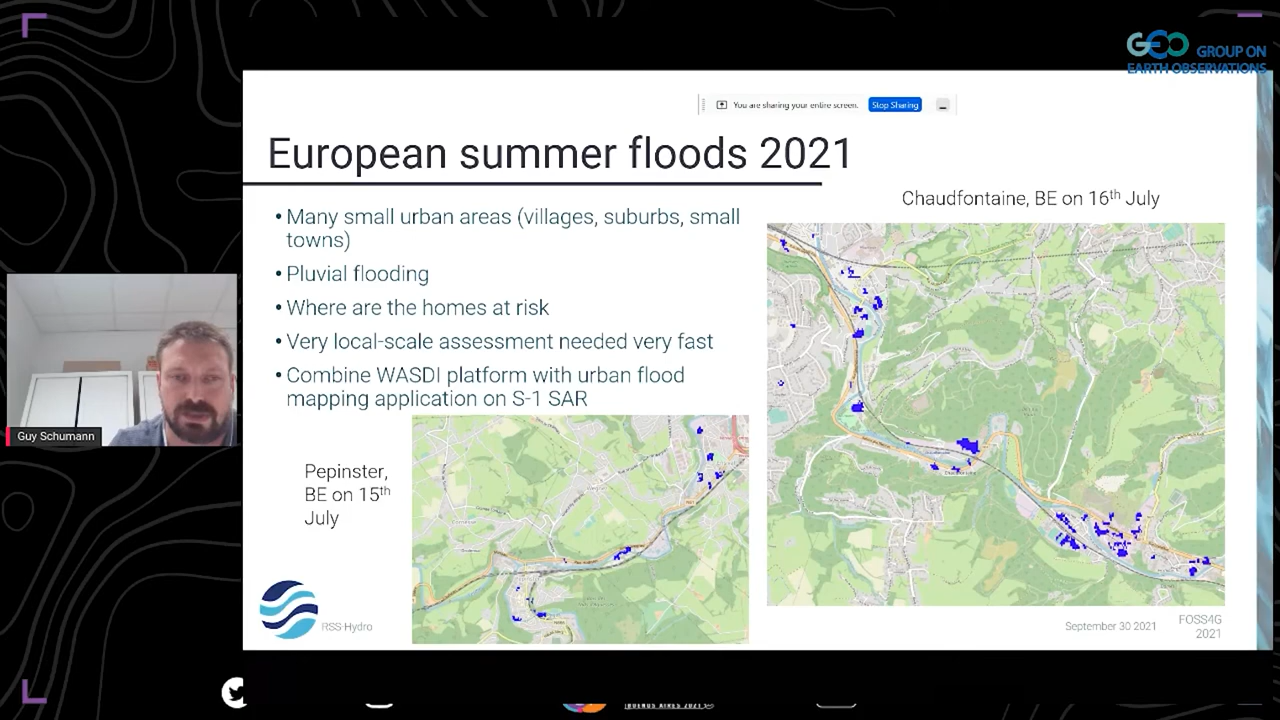 GEO GROUP ON
EARTH OBSERVATIONS
You are sharing your entire screen. Stop Sharing
European summer floods 2021
• Many small urban areas (villages, suburbs, small
towns)
• Pluvial flooding
• Where are the homes at risk
• Very local-scale assessment needed very fast
• Combine WASDI platform with urban flood
mapping application on S-1 SAR
Chaudfontaine, BE on 16th July
Pepinster,
BE on 15th
July
Guy Schumann
RSS Hydro
September 30 2021
FOSS4G
2021
BUENOS AIRES 2021